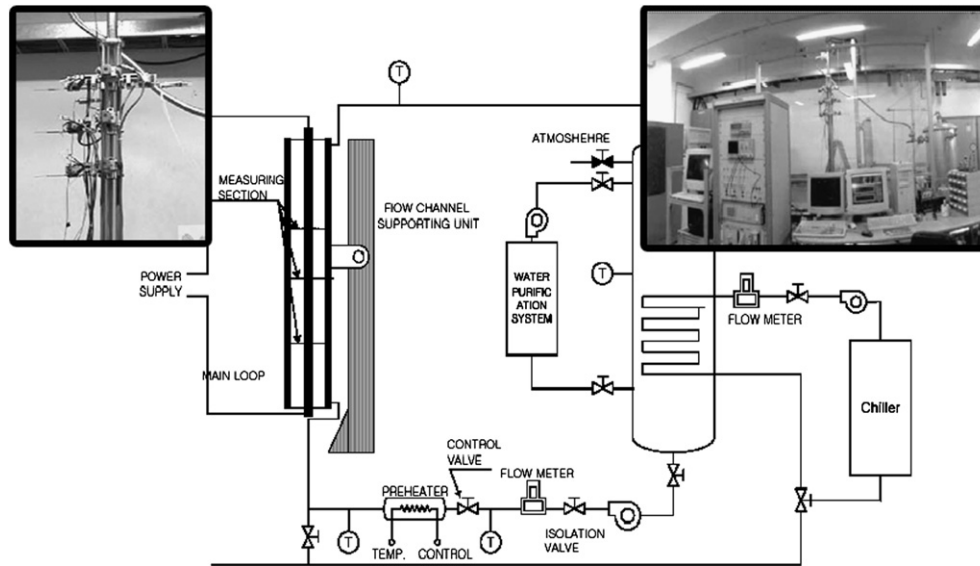 T
ATMOSHEHRE
MEASURING
SECTION
FlOW CHANNEL
SUPPORTING UNIT
POWER
SUPPLY
WATER
PURIFIC
ATION
SYSTEM
T
FLOW METER
MAIN LOOP
Chiller
CONTROL
VALVE
FLOW METER
PREHEATER
ISOLATION
VALVE
T
TEMP.
CONTROL
T